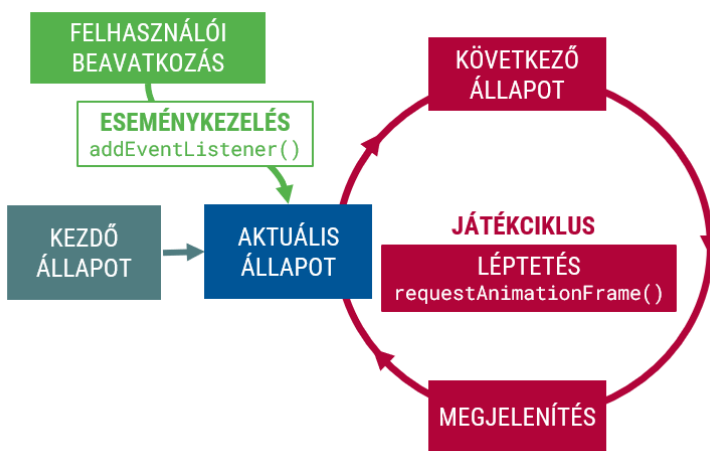 FELHASZNÁLÓI
BEAVATKOZÁS
ESEMÉNYKEZELÉS
addEventListener()
KEZDŐ
ÁLLAPOT
AKTUÁLIS
ÁLLAPOT
KÖVETKEZŐ
ÁLLAPOT
JÁTÉKCIKLUS
LÉPTETÉS
requestAnimationFrame()
MEGJELENÍTÉS